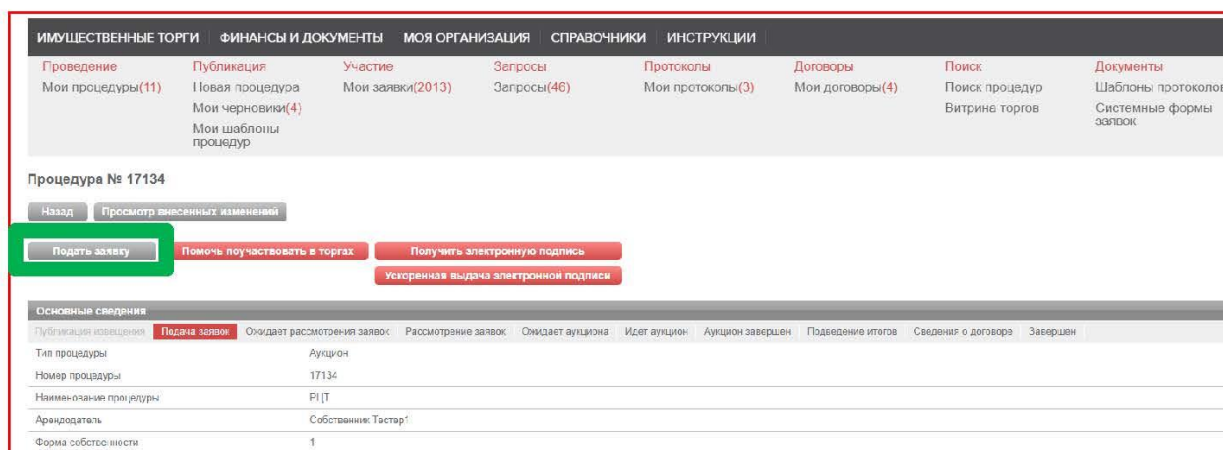 ИМУЩЕСТВЕННЫЕ ТОРГИ ФИНАНСЫ И ДОКУМЕНТЫ МОЯ ОРГАНИЗАЦИЯ СПРАВОЧНИКИ ИНСТРУКЦИИ
Проведение Публикация Участие Запросы Протоколы Договоры Поиск Документы
Мои процедуры(11) Новая процедура Мои заявки(2013) Запросы(46) Мои протоколы(3) Мои договоры(4) Поиск процедур Шаблоны протоколов
Мои черновики(4) Витрина торгов Системные формы
Мои шаблоны заявок
процедур
Процедура № 17134
Назад Просмотр внесенных изменений
Подать заявку Помочь поучаствовать в торгах Получить электронную подпись
Ускоренная выдача электронной подписи
Основные сведения
Публикация извещения Подача заявок Ожидает рассмотрения заявок Рассмотрение заявок Ожидает аукциона Идет аукцион Аукцион завершен Подведение итогов Сведения о договоре Завершен
Тип процедуры Аукцион
Номер процедуры 17134
Наименование процедуры
Арендодатель Собственник Тестер1
Форма собственности 1